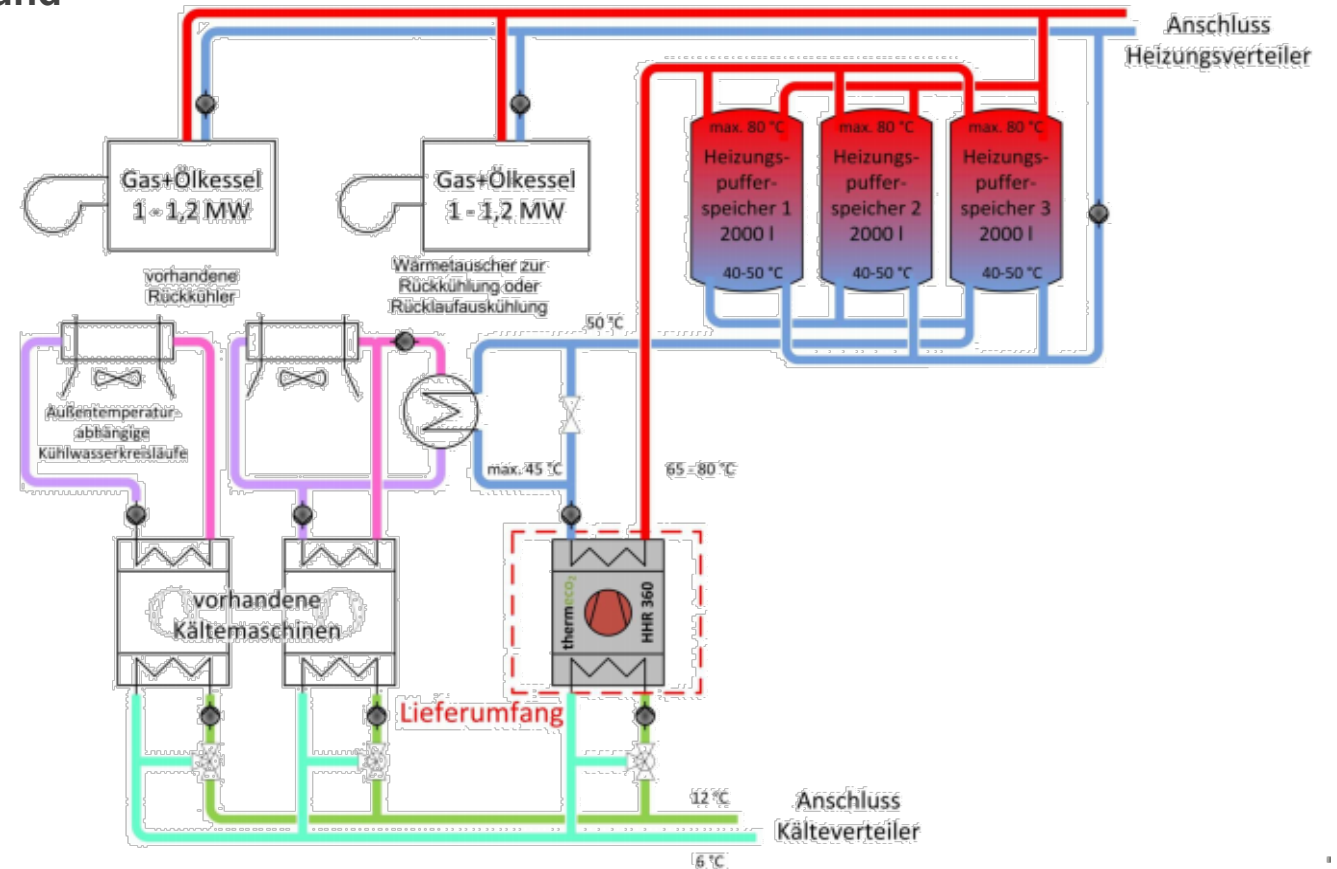 Anschluss
Heizungsverteiler
max. 80 °C
Heizungs-
puffer-
speicher 1
2000 l
40-50 °C
max. 80 °C
Heizungs-
puffer-
speicher 2
2000 l
40-50 °C
max. 80 °C
Heizungs-
puffer-
speicher 3
2000 l
40-50 °C
Gas+Ölkessel
1 - 1,2 MW
Gas+Ölkessel
1 - 1,2 MW
vorhandene
Rückkühler
Wärmetauscher zur
Rückkühlung oder
Rücklaufauskühlung
50 °C
Außentemperatur-
abhängige
Kühlwasserkreisläufe
max. 45 °C
65 - 80 °C
vorhandene
Kältemaschinen
thermeco₂
HHR 360
Lieferumfang
12 °C
6 °C
Anschluss
Kälteverteiler